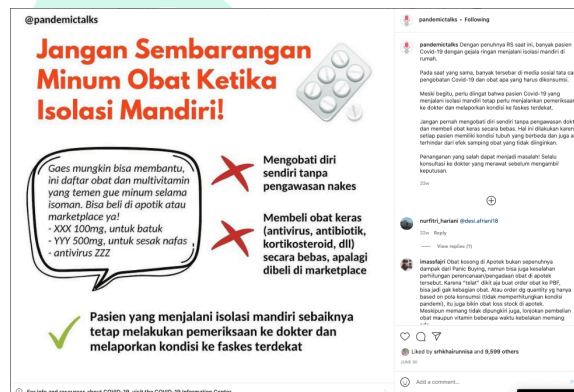 @pandemictalks
Jangan Sembarangan
Minum Obat Ketika
Isolasi Mandiri!
Gaes mungkin bisa membantu,
ini daftar obat dan multivitamin
yang temen gue minum selama
isoman. Bisa beli di apotik atau
marketplace ya!
- XXX 100mg, untuk batuk
- YYY 500mg, untuk sesak nafas
- antivirus ZZZ
Mengobati diri
sendiri tanpa
pengawasan nakes
Membeli obat keras
(antivirus, antibiotik,
kortikosteroid, dll)
secara bebas, apalagi
dibeli di marketplace
Pasien yang menjalani isolasi mandiri sebaiknya
tetap melakukan pemeriksaan ke dokter dan
melaporkan kondisi ke faskes terdekat
For info and resources about COVID-19, visit the COVID-19 Information Center
pandemictalks • Following
pandemictalks Dengan penuhnya RS saat ini, banyak pasien
Covid-19 dengan gejala ringan menjalani isolasi mandiri di
rumah.
Pada saat yang sama, banyak tersebar di media sosial tata ca
pengobatan Covid-19 dan obat apa yang harus dikonsumsi.
Meski begitu, perlu diingat bahwa pasien Covid-19 yang
menjalani isolasi mandiri tetap perlu menjalankan pemeriksaan
ke dokter dan melaporkan kondisi ke faskes terdekat.
Jangan pernah mengobati diri sendiri tanpa pengawasan dokt
dan membeli obat keras secara bebas. Hal ini dilakukan karen
setiap pasien memiliki kondisi tubuh yang berbeda dan juga a
terhindar dari efek samping obat yang tidak diinginkan.
Penanganan yang salah dapat menjadi masalah! Selalu
konsultasi ke dokter yang merawat sebelum mengambil
keputusan.
22w
nurfitri_hariani @desi.afriani18
22w Reply
View replies (1)
imassfajri Obat kosong di Apotek bukan sepenuhnya
dampak dari Panic Buying, namun bisa juga kesalahan
perhitungan perencanaan/pengadaan obat di apotek
tersebut. Karena "telat" dikit aja buat order obat ke PBF,
bisa jadi gak kebagian obat. Atau order dg quantity yg hanya
based on pola konsumsi (tidak memperhitungkan kondisi
pandemi), itu juga bikin obat loss stock di apotek.
Meskipun memang tidak dipungkiri juga, lonjakan pembelian
obat maupun vitamin beberapa waktu kebelakan memang
Liked by srhkhairunnisa and 9,599 others
JUNE 30
Add a comment...